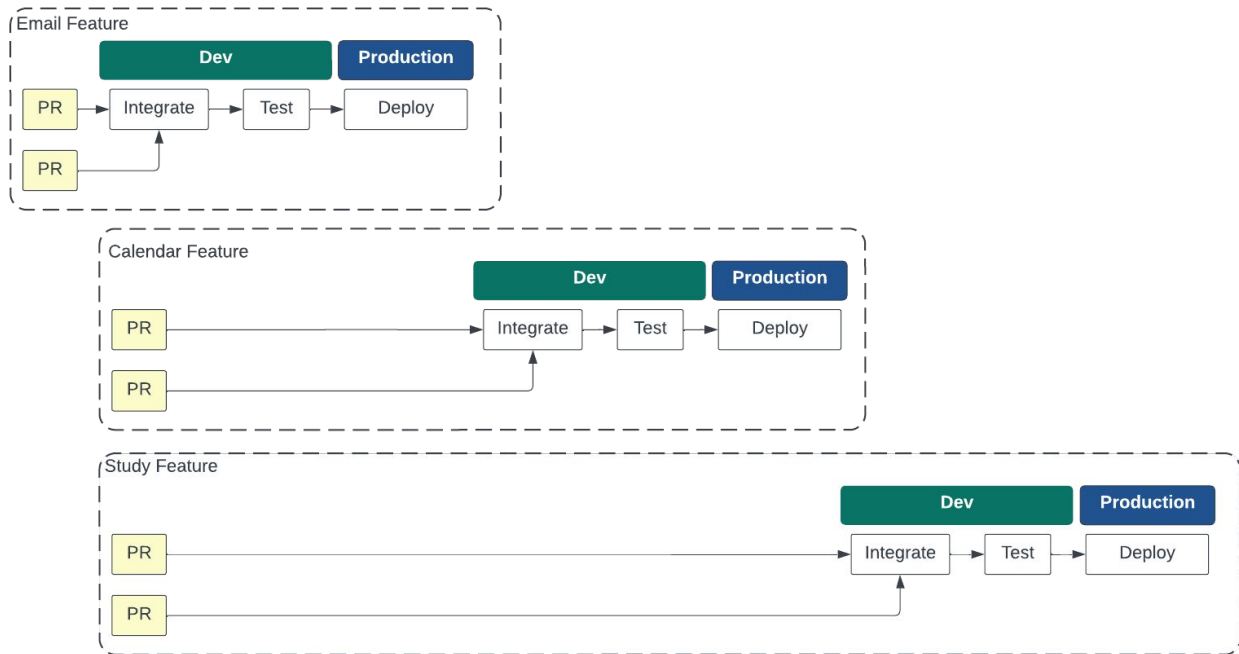 Email Feature
Dev
Production
PR
Integrate
Test
Deploy
PR
Calendar Feature
Dev
Production
PR
Integrate
Test
Deploy
PR
Study Feature
Dev
Production
PR
Integrate
Test
Deploy
PR